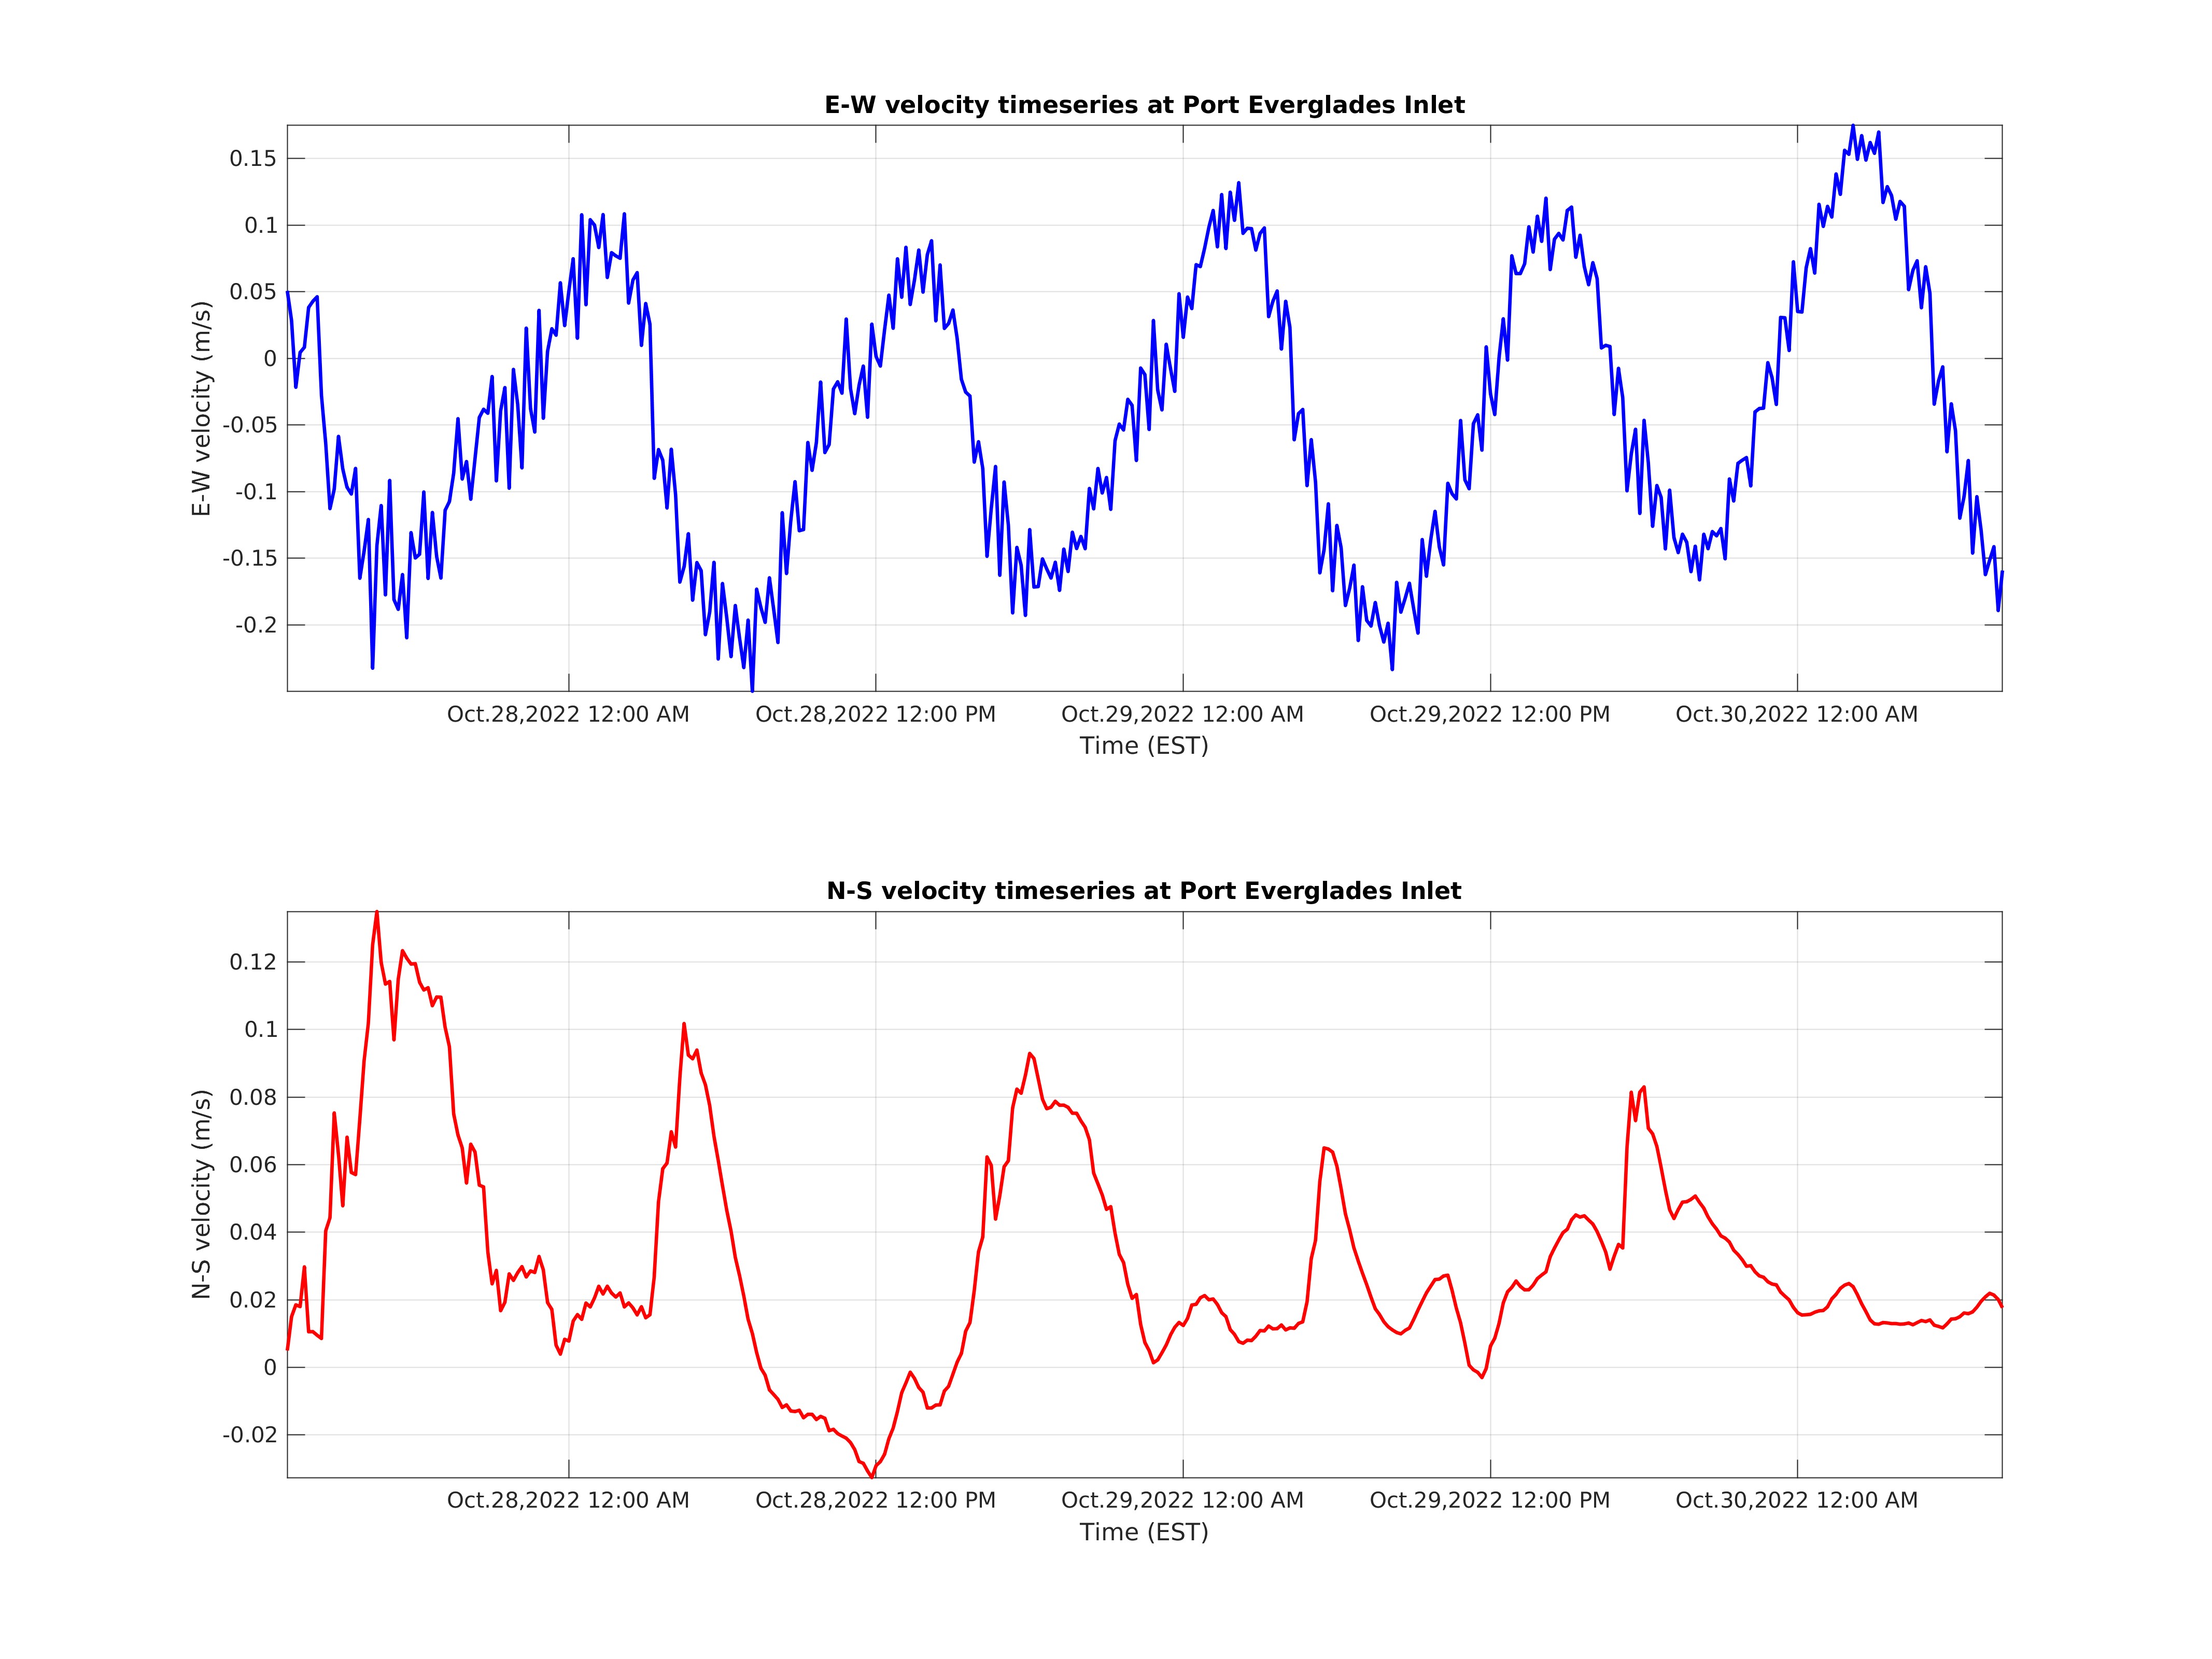 E-W velocity timeseries at Port Everglades Inlet
E-W velocity (m/s)
0.15
0.1
0.05
0
-0.05
-0.1
-0.15
-0.2
Oct.28,2022 12:00 AM Oct.28,2022 12:00 PM Oct.29,2022 12:00 AM Oct.29,2022 12:00 PM Oct.30,2022 12:00 AM
Time (EST)
N-S velocity timeseries at Port Everglades Inlet
N-S velocity (m/s)
0.12
0.1
0.08
0.06
0.04
0.02
0
-0.02
Oct.28,2022 12:00 AM Oct.28,2022 12:00 PM Oct.29,2022 12:00 AM Oct.29,2022 12:00 PM Oct.30,2022 12:00 AM
Time (EST)